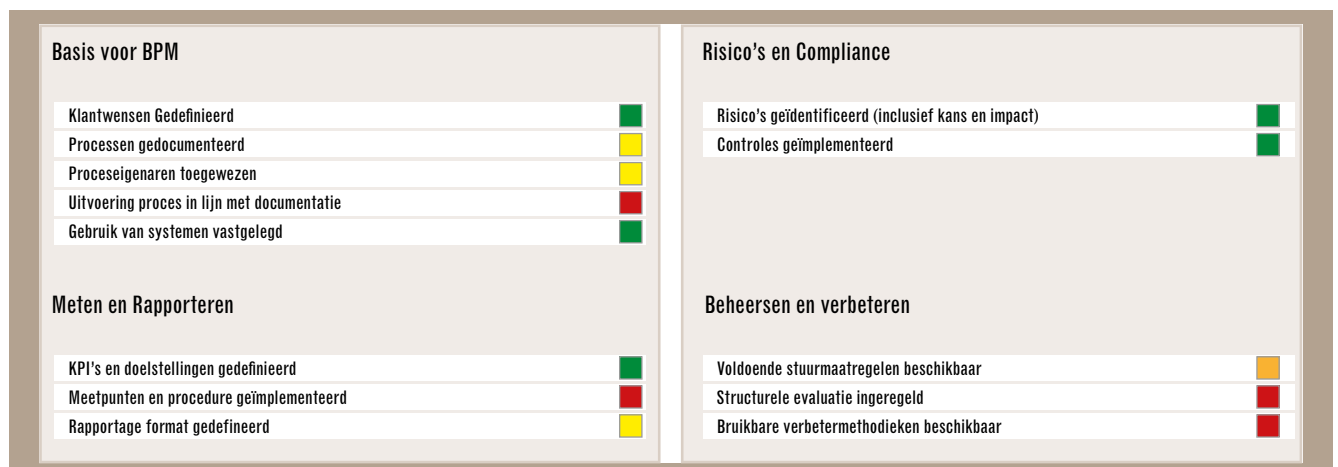 Basis voor BPM
Klantwensen Gedefinieerd
Processen gedocumenteerd
Proceseigenaren toegewezen
Uitvoering proces in lijn met documentatie
Gebruik van systemen vastgelegd
Risico’s en Compliance
Risico’s geïdentificeerd (inclusief kans en impact)
Controles geïmplementeerd
Meten en Rapporteren
KPI’s en doelstellingen gedefinieerd
Meetpunten en procedure geïmplementeerd
Rapportage format gedefineerd
Beheersen en verbeteren
Voldoende stuurmaatregelen beschikbaar
Structurele evaluatie ingeregeld
Bruikbare verbetermethodieken beschikbaar